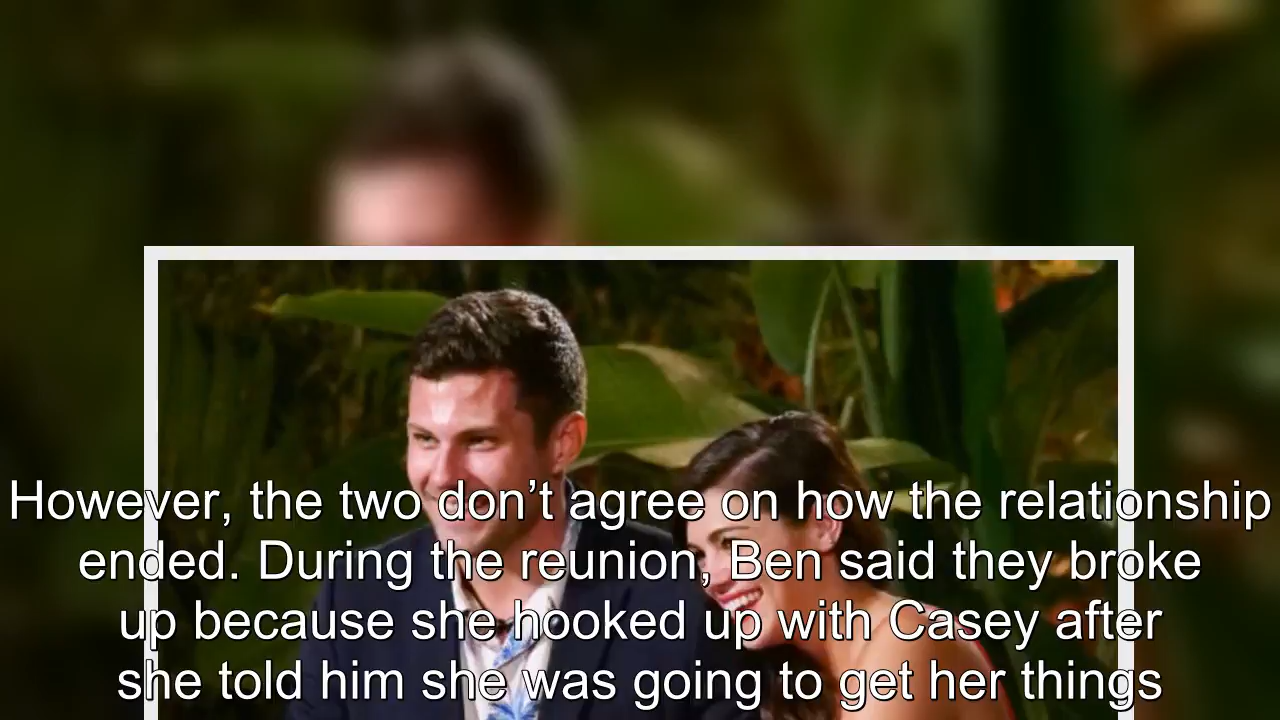 However, the two don’t agree on how the relationship
ended. During the reunion, Ben said they broke
up because she hooked up with Casey after
she told him she was going to get her things